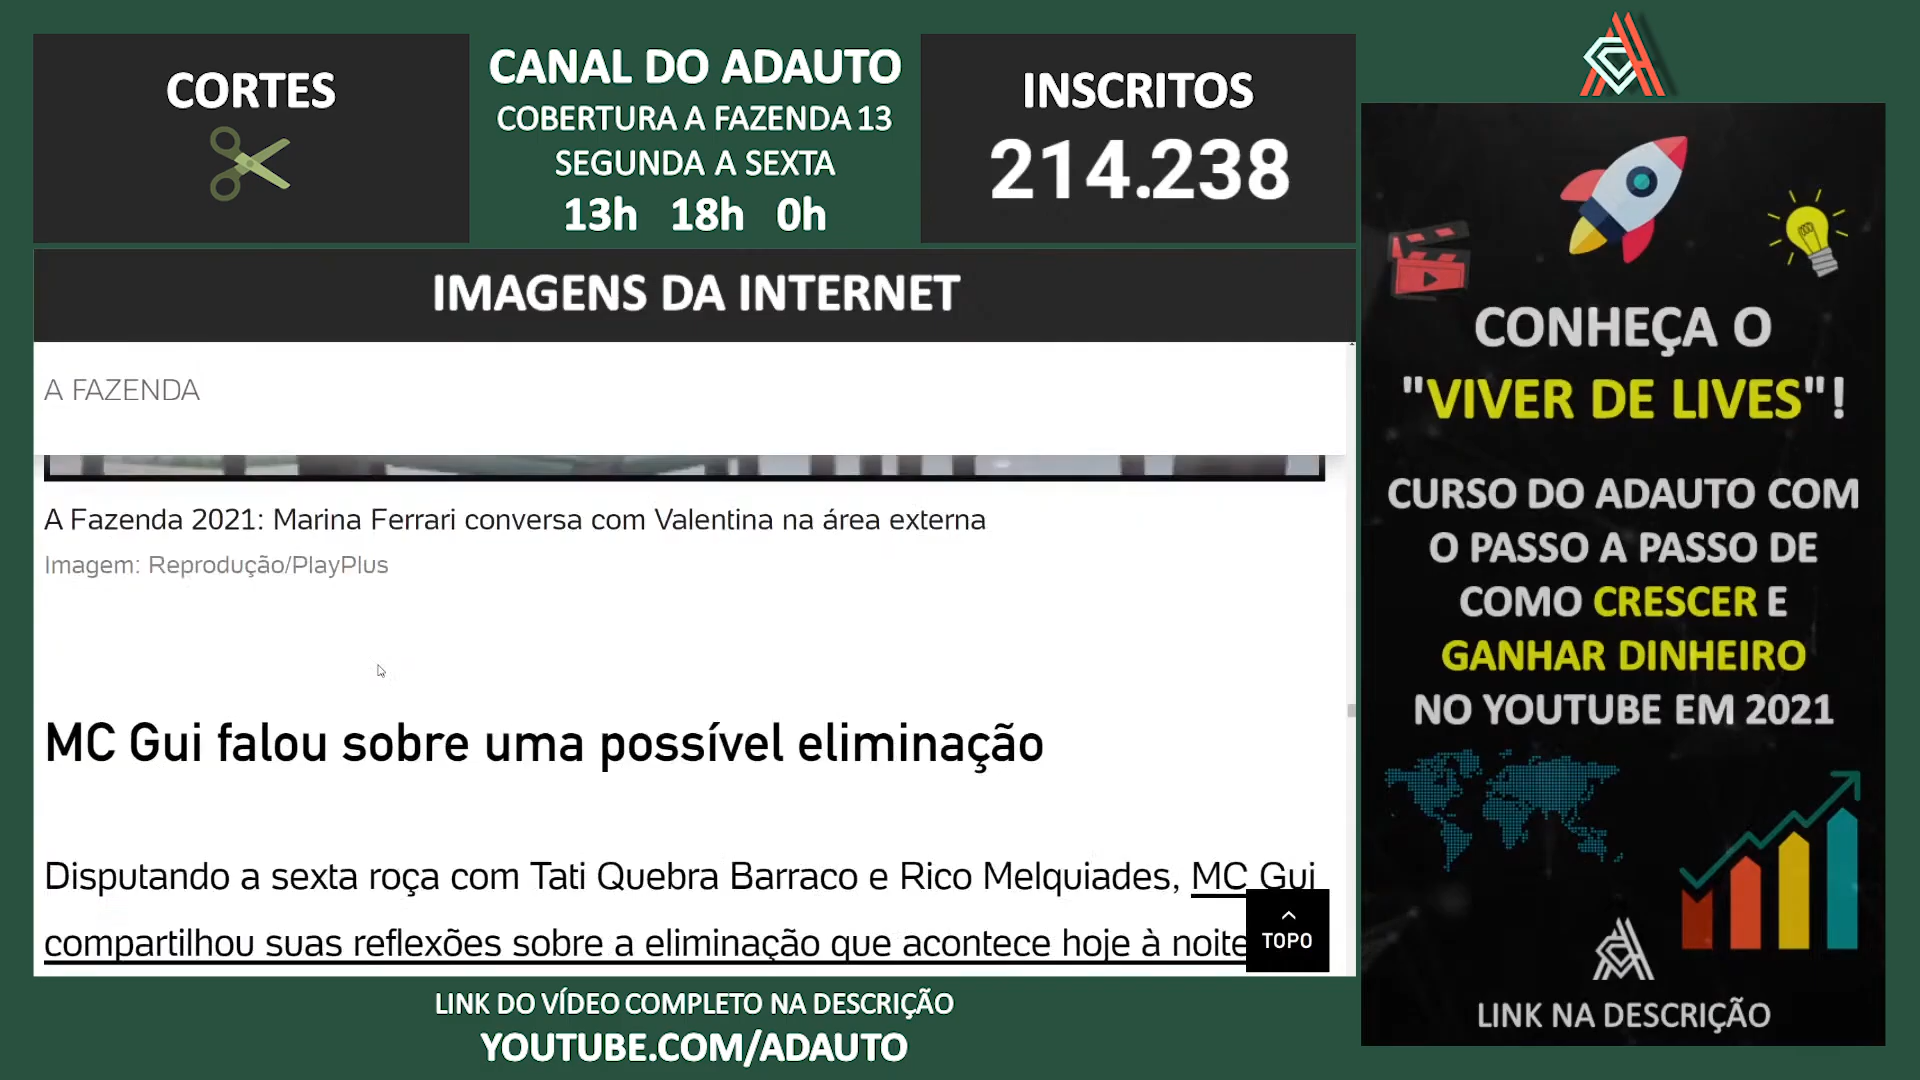 CORTES
CANAL DO ADAUTO
COBERTURA A FAZENDA 13
SEGUNDA A SEXTA
13h 18h 0h
INSCRITOS
214.238
IMAGENS DA INTERNET
A FAZENDA
A Fazenda 2021: Marina Ferrari conversa com Valentina na área externa
Imagem: Reprodução/PlayPlus
MC Gui falou sobre uma possível eliminação
Disputando a sexta roça com Tati Quebra Barraco e Rico Melquiades, MC Gui
compartilhou suas reflexões sobre a eliminação que acontece hoje à noite
TOPO
LINK DO VÍDEO COMPLETO NA DESCRIÇÃO
YOUTUBE.COM/ADAUTO
CONHEÇA O
"VIVER DE LIVES"!
CURSO DO ADAUTO COM
O PASSO A PASSO DE
COMO CRESCER E
GANHAR DINHEIRO
NO YOUTUBE EM 2021
LINK NA DESCRIÇÃO